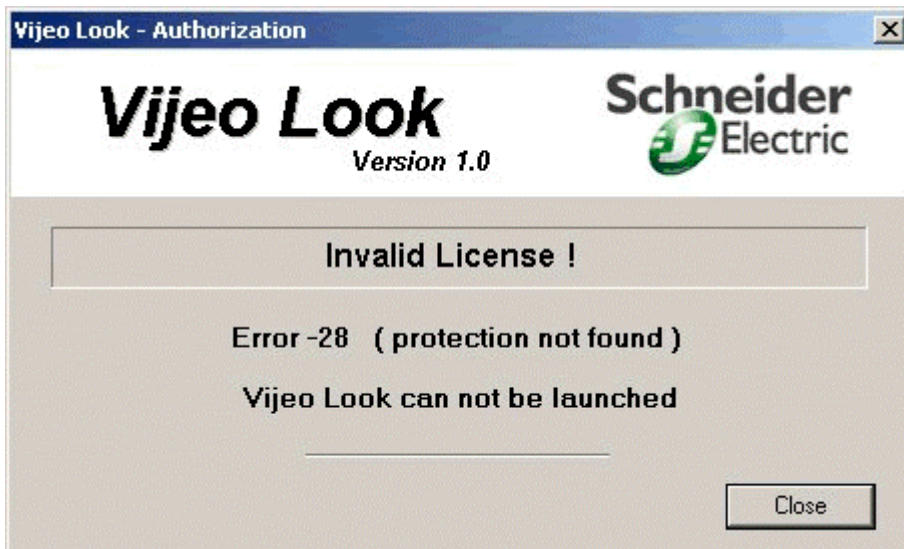 Vijeo Look - Authorization
Vijeo Look
Version 1.0
Schneider
Electric
Invalid License !
Error -28 ( protection not found )
Vijeo Look can not be launched
Close